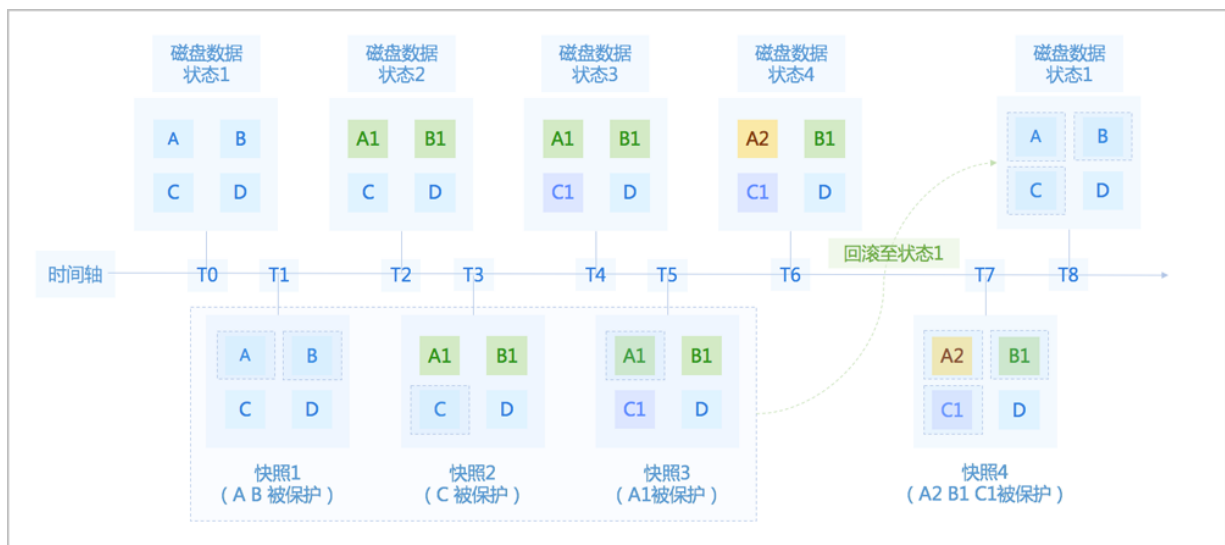 磁盘数据
状态1
磁盘数据
状态2
磁盘数据
状态3
磁盘数据
状态4
磁盘数据
状态1
A B
A1 B1
A1 B1
A2 B1
A B
C D
C D
C1 D
C1 D
C D
回滚至状态1
时间轴 T0 T1 T2 T3 T4 T5 T6 T7 T8
A B
A1 B1
A1 B1
A2 B1
C D
C D
C1 D
C1 D
快照1
（A B 被保护）
快照2
（C 被保护）
快照3
（A1被保护）
快照4
（A2 B1 C1被保护）